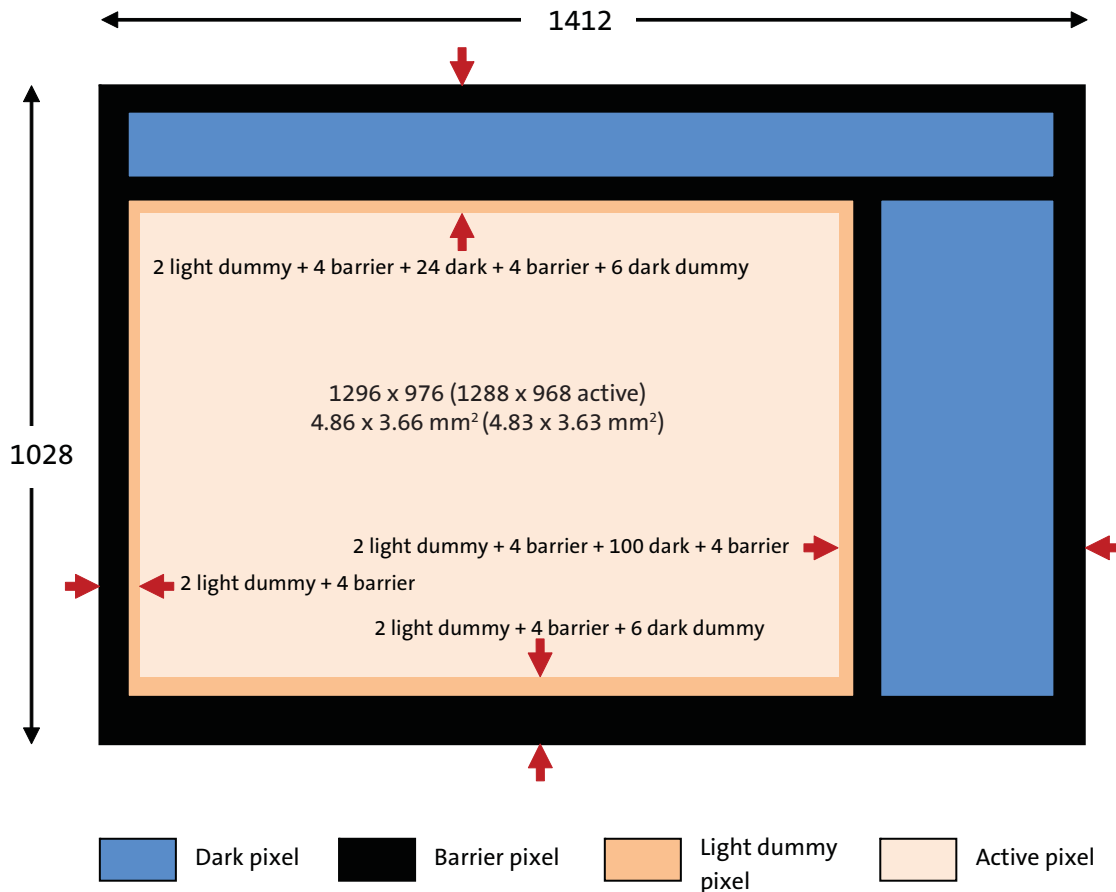 1412
2 light dummy + 4 barrier + 24 dark + 4 barrier + 6 dark dummy
1296 x 976 (1288 x 968 active)
4.86 x 3.66 mm² (4.83 x 3.63 mm²)
1028
2 light dummy + 4 barrier + 100 dark + 4 barrier
2 light dummy + 4 barrier
2 light dummy + 4 barrier + 6 dark dummy
Dark pixel
Barrier pixel
Light dummy
pixel
Active pixel